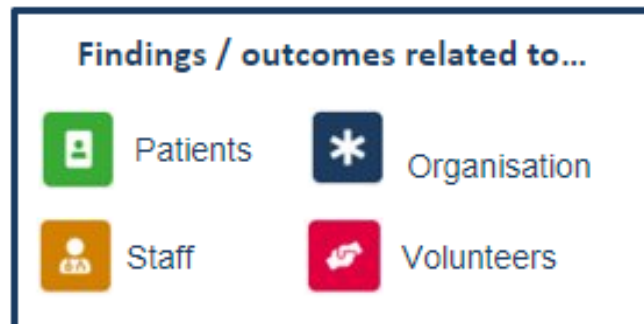 Findings / outcomes related to...
Patients
Organisation
Staff
Volunteers